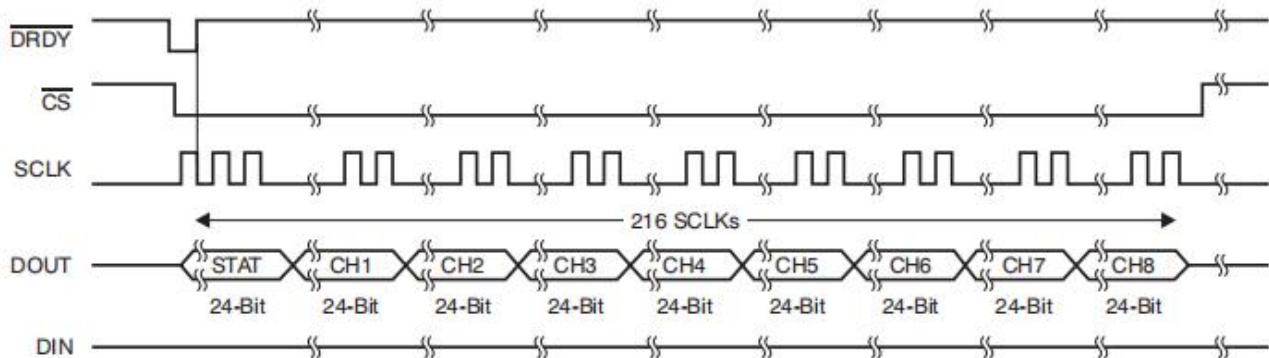 DRDY
CS
SCLK
216 SCLKs
DOUT STAT CH1 CH2 CH3 CH4 CH5 CH6 CH7 CH8
24-Bit 24-Bit 24-Bit 24-Bit 24-Bit 24-Bit 24-Bit 24-Bit 24-Bit
DIN